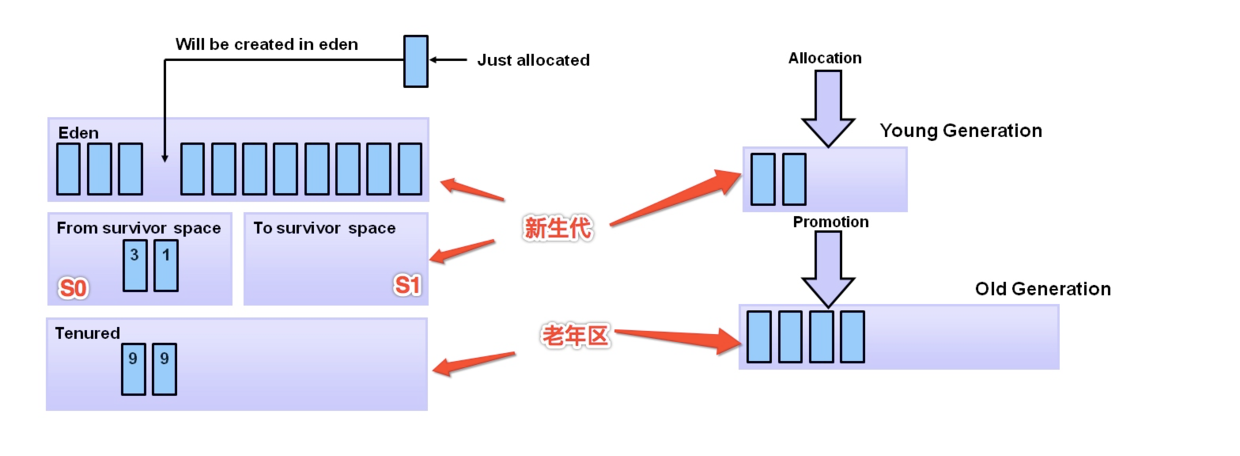 Will be created in eden
Just allocated
Eden
From survivor space
3 1
S0
To survivor space
S1
Tenured
9 9
新生代
老年区
Allocation
Young Generation
Promotion
Old Generation